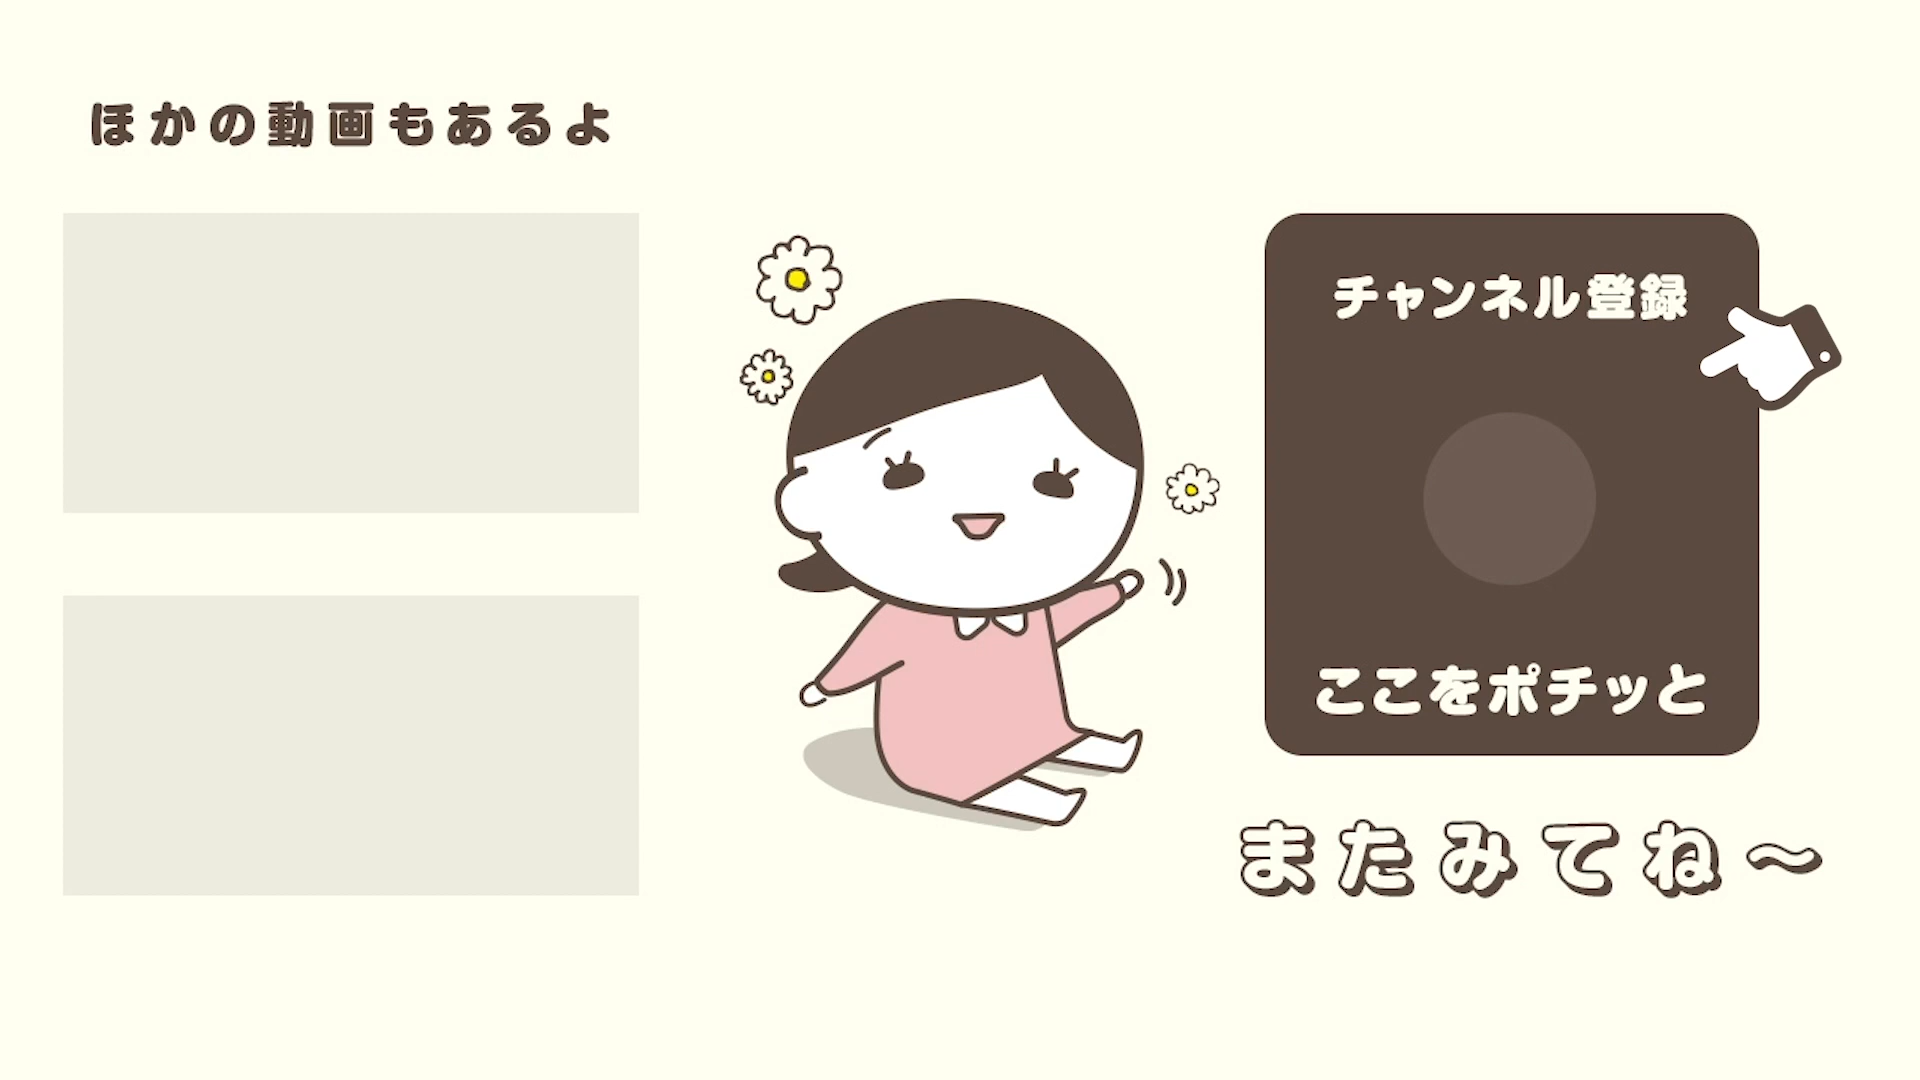 ほかの動画もあるよ
チャンネル登録
ここをポチッと
またみてね～